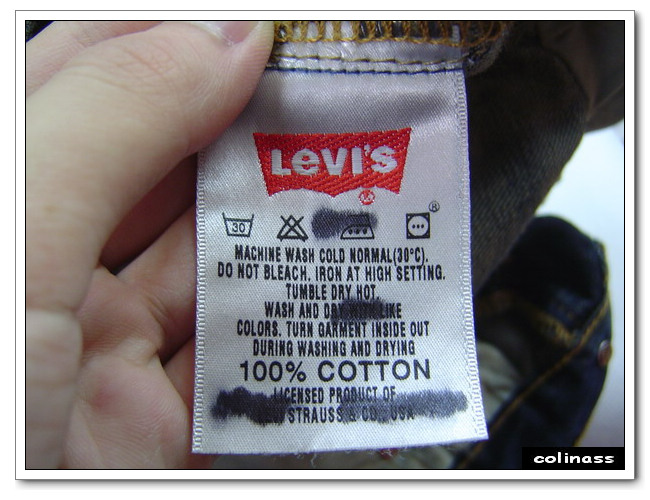 LEVI'S
30
®
MACHINE WASH COLD NORMAL(30°C).
DO NOT BLEACH. IRON AT HIGH SETTING.
TUMBLE DRY HOT.
WASH AND DRY WITH LIKE
COLORS. TURN GARMENT INSIDE OUT
DURING WASHING AND DRYING
100% COTTON
LICENSED PRODUCT OF
STRAUSS & CO., USA
colinass